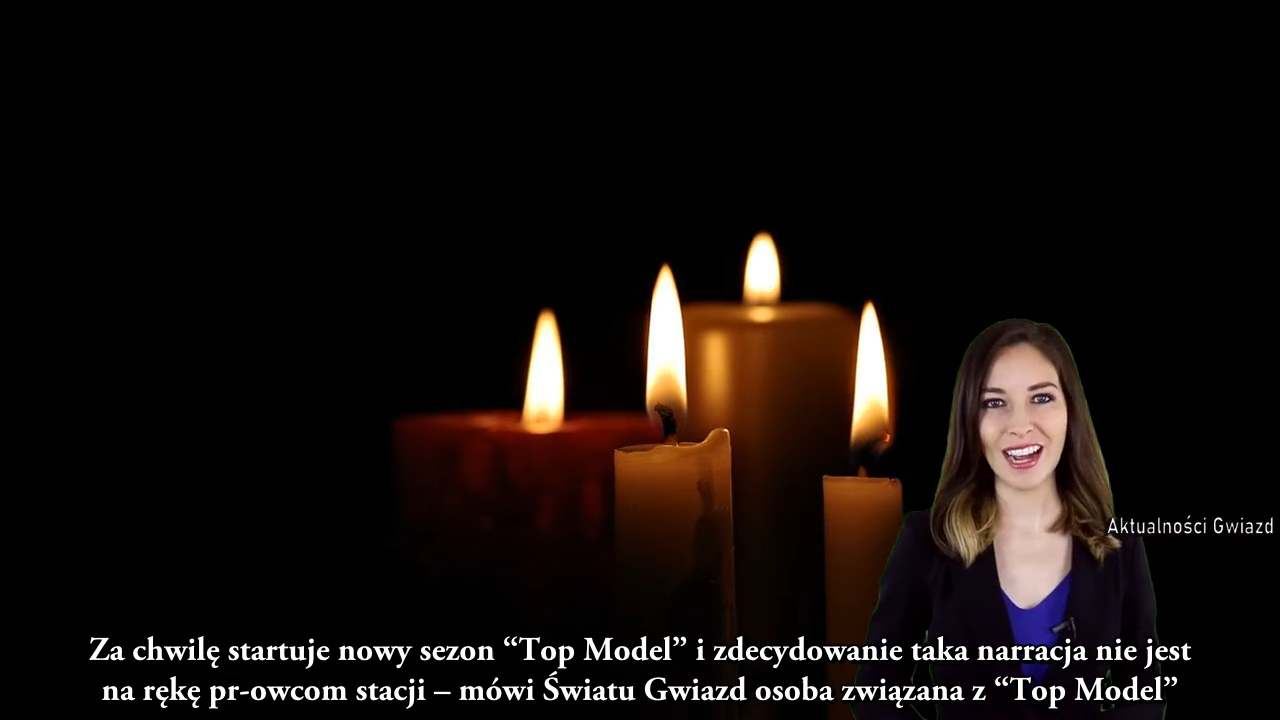 Aktualności Gwiazd
Za chwilę startuje nowy sezon “Top Model” i zdecydowanie taka narracja nie jest
na rękę pr-owcom stacji – mówi Światu Gwiazd osoba związana z “Top Model”